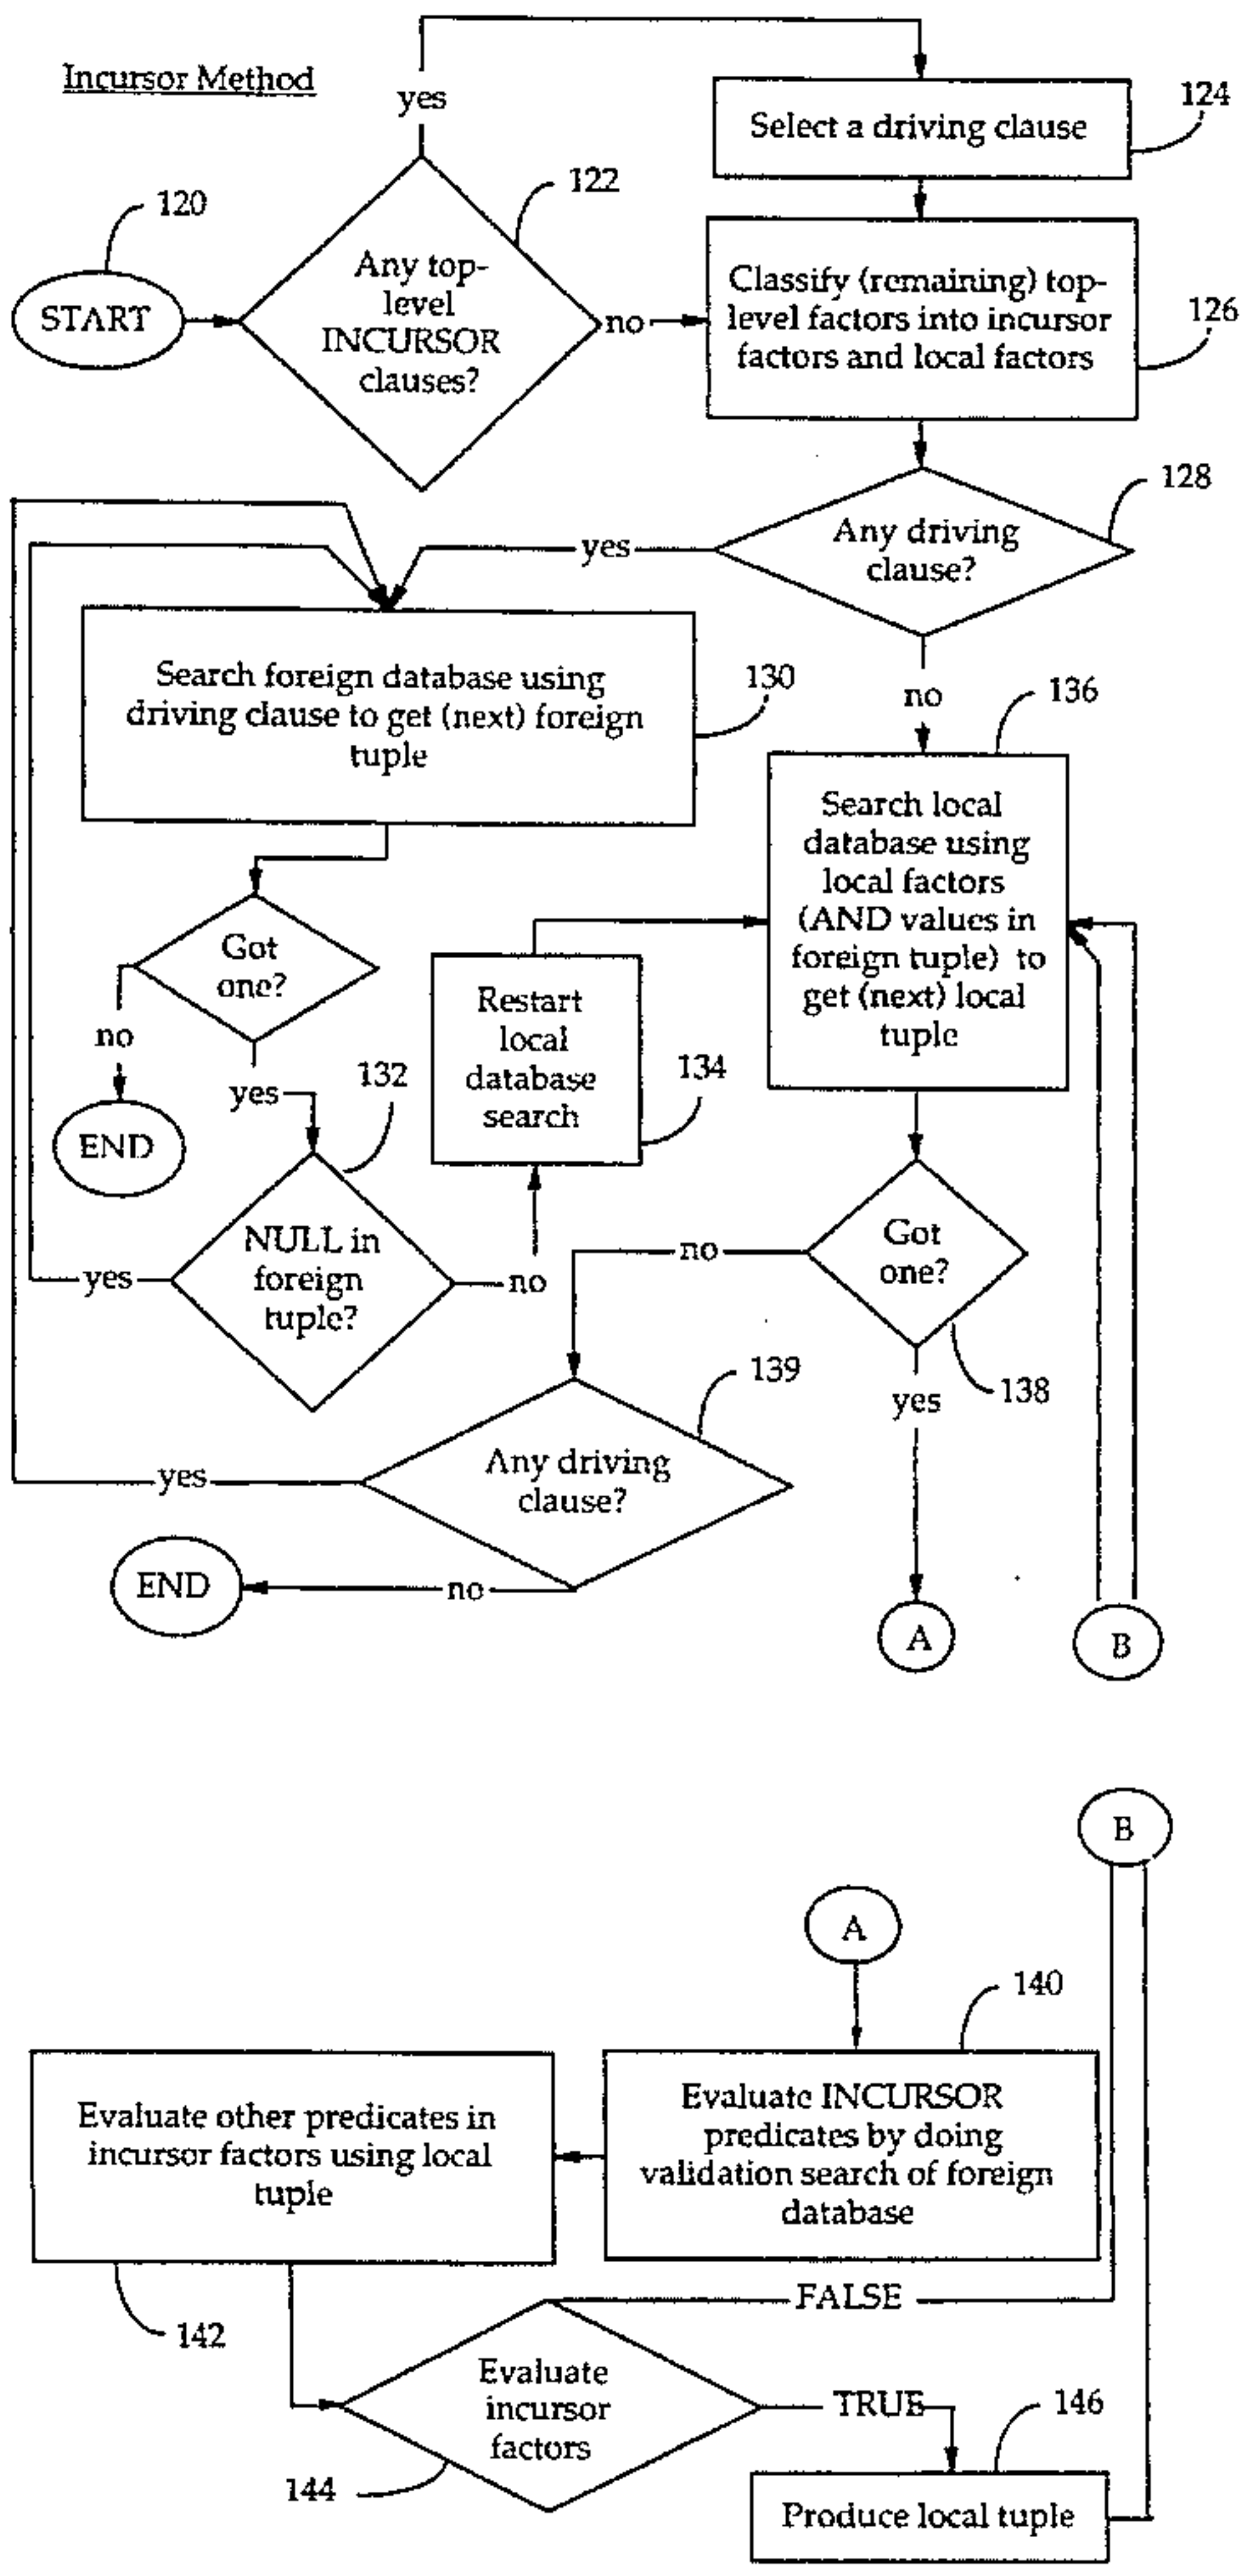 Incursor Method
yes
Select a driving clause
124
120
122
START
Any top-
level
INCURSOR
clauses?
no
Classify (remaining) top-
level factors into incursor
factors and local factors
126
128
Any driving
clause?
yes
no
Search foreign database using
driving clause to get (next) foreign
tuple
130
136
Search local
database using
local factors
(AND values in
foreign tuple) to
get (next) local
tuple
Got
one?
no
END
yes
132
Restart
local
database
search
134
NULL in
foreign
tuple?
yes
no
Got
one?
no
138
yes
139
Any driving
clause?
yes
no
END
A
B
B
A
140
Evaluate INCURSOR
predicates by doing
validation search of foreign
database
Evaluate other predicates in
incursor factors using local
tuple
142
FALSE
Evaluate
incursor
factors
144
TRUE
146
Produce local tuple